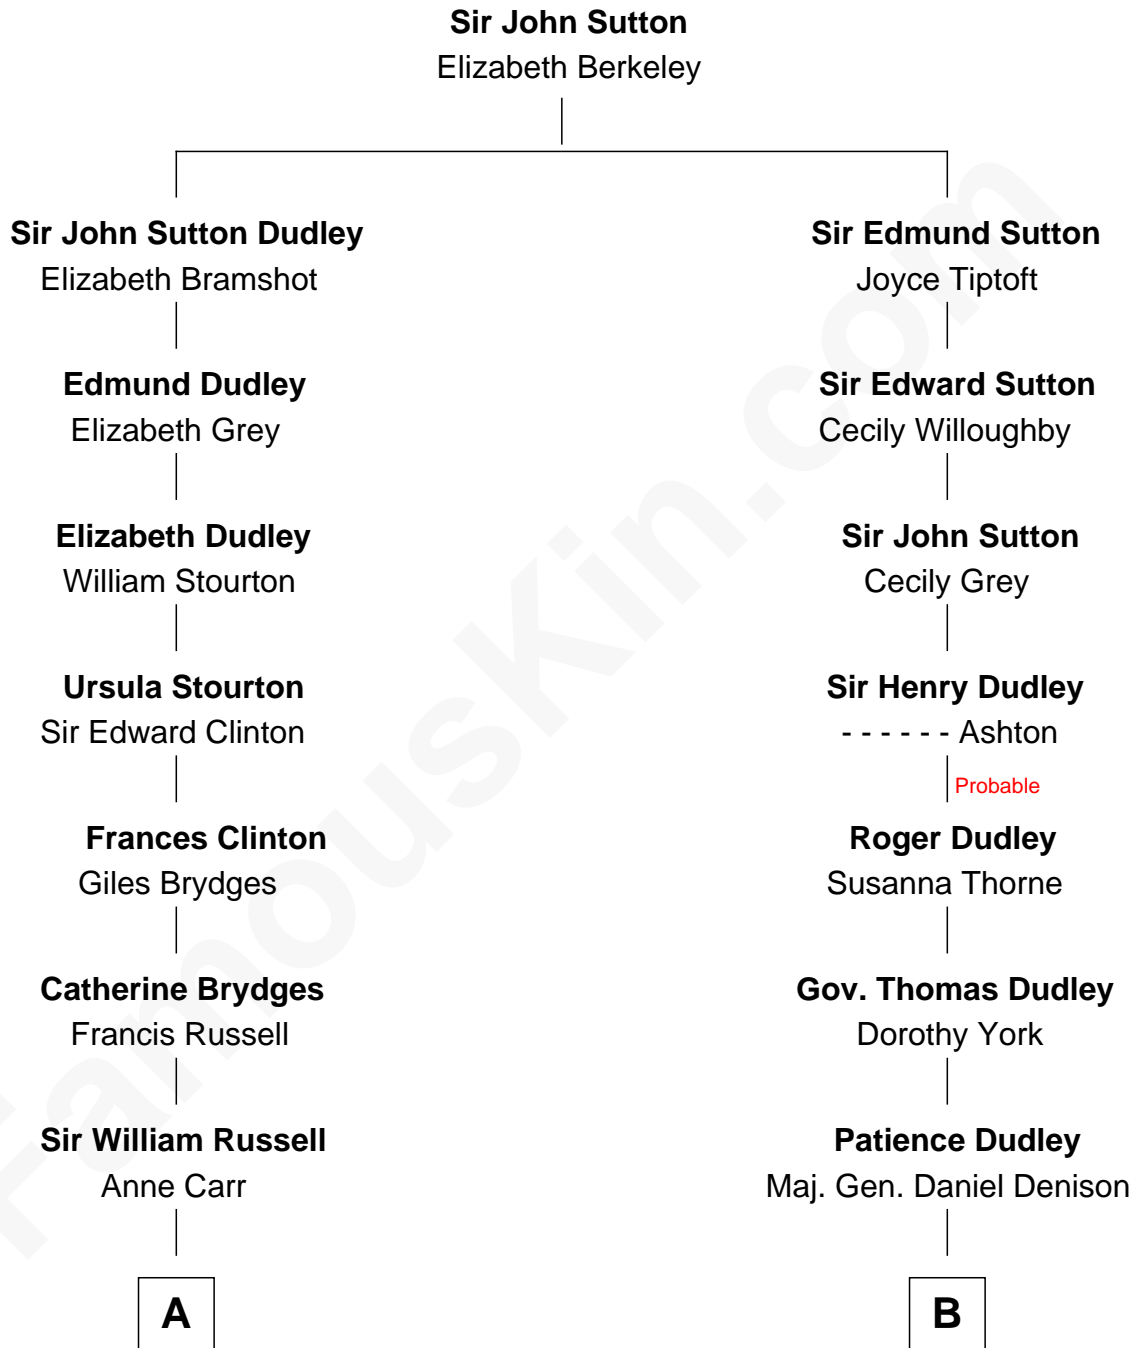 Sir John Sutton
Elizabeth Berkeley
Sir John Sutton Dudley
Elizabeth Bramshot
Sir Edmund Sutton
Joyce Tiptoft
Edmund Dudley
Elizabeth Grey
Sir Edward Sutton
Cecily Willoughby
Elizabeth Dudley
William Stourton
Sir John Sutton
Cecily Grey
Ursula Stourton
Sir Edward Clinton
Sir Henry Dudley
- - - - - - Ashton
Probable
Frances Clinton
Giles Brydges
Roger Dudley
Susanna Thorne
Catherine Brydges
Francis Russell
Gov. Thomas Dudley
Dorothy York
Sir William Russell
Anne Carr
Patience Dudley
Maj. Gen. Daniel Denison
A
B
FamousKin.com